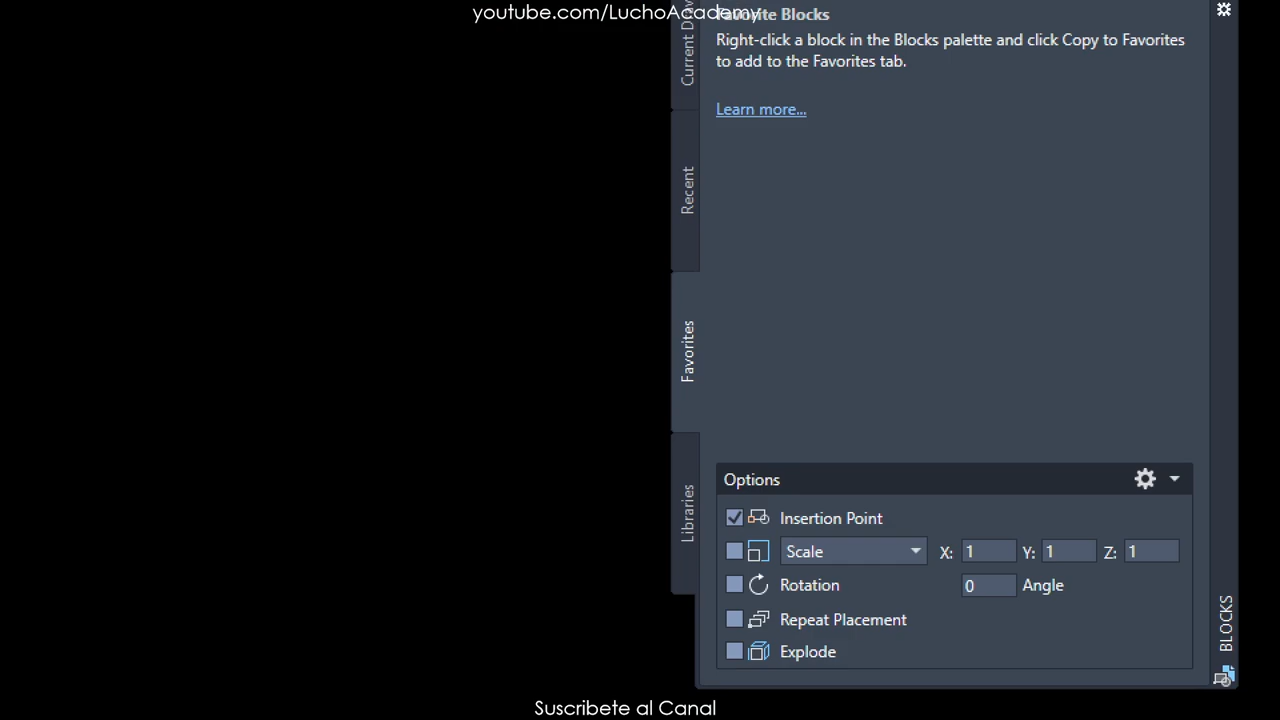 youtube.com/LuchoAcademy
Favorite Blocks
Right-click a block in the Blocks palette and click Copy to Favorites
to add to the Favorites tab.
Learn more...
Current Draw
Recent
Favorites
Libraries
Options
Insertion Point
Scale X: 1 Y: 1 Z: 1
Rotation 0 Angle
Repeat Placement
Explode
BLOCKS
Suscribete al Canal